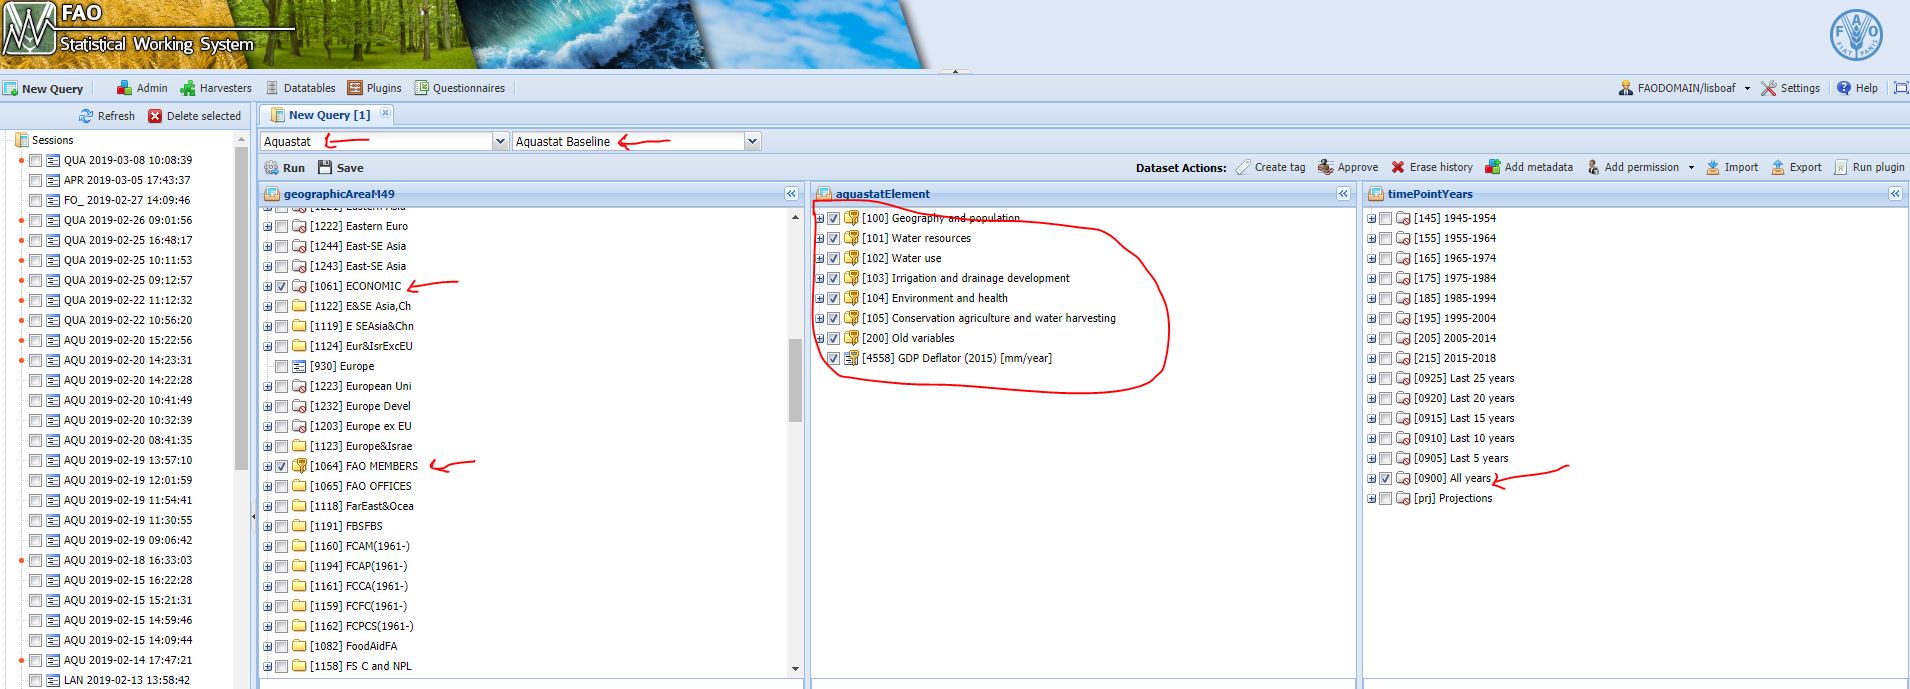 FAO
Statistical Working System
FAO
FIAT PANIS
New Query
Admin
Harvesters
Datatables
Plugins
Questionnaires
FAODOMAIN/lisboaf
Settings
Help
Refresh
Delete selected
New Query [1]
Sessions
QUA 2019-03-08 10:08:39
APR 2019-03-05 17:43:37
FO_ 2019-02-27 14:09:46
QUA 2019-02-26 09:01:56
QUA 2019-02-25 16:48:17
QUA 2019-02-25 10:11:53
QUA 2019-02-25 09:12:57
QUA 2019-02-22 11:12:32
QUA 2019-02-22 10:56:20
AQU 2019-02-20 15:22:56
AQU 2019-02-20 14:23:31
AQU 2019-02-20 14:22:28
AQU 2019-02-20 10:41:49
AQU 2019-02-20 10:32:39
AQU 2019-02-20 08:41:35
AQU 2019-02-19 13:57:10
AQU 2019-02-19 12:01:59
AQU 2019-02-19 11:54:41
AQU 2019-02-19 11:30:55
AQU 2019-02-19 09:06:42
AQU 2019-02-18 16:33:03
AQU 2019-02-15 16:22:28
AQU 2019-02-15 15:21:31
AQU 2019-02-15 14:59:46
AQU 2019-02-15 14:09:44
AQU 2019-02-14 17:47:21
LAN 2019-02-13 13:58:42
Aquastat
Aquastat Baseline
Run
Save
Dataset Actions:
Create tag
Approve
Erase history
Add metadata
Add permission
Import
Export
Run plugin
geographicAreaM49
[1221] Eastern Asia
[1222] Eastern Euro
[1244] East-SE Asia
[1243] East-SE Asia
[1061] ECONOMIC
[1122] E&SE Asia,Ch
[1119] E SEAsia&Chn
[1124] Eur&IsrExcEU
[930] Europe
[1223] European Uni
[1232] Europe Devel
[1203] Europe ex EU
[1123] Europe&Israe
[1064] FAO MEMBERS
[1065] FAO OFFICES
[1118] FarEast&Ocea
[1191] FBSFBS
[1160] FCAM(1961-)
[1194] FCAP(1961-)
[1161] FCCA(1961-)
[1159] FCFC(1961-)
[1162] FCPCS(1961-)
[1082] FoodAidFA
[1158] FS C and NPL
aquastatElement
[100] Geography and population
[101] Water resources
[102] Water use
[103] Irrigation and drainage development
[104] Environment and health
[105] Conservation agriculture and water harvesting
[200] Old variables
[4558] GDP Deflator (2015) [mm/year]
timePointYears
[145] 1945-1954
[155] 1955-1964
[165] 1965-1974
[175] 1975-1984
[185] 1985-1994
[195] 1995-2004
[205] 2005-2014
[215] 2015-2018
[0925] Last 25 years
[0920] Last 20 years
[0915] Last 15 years
[0910] Last 10 years
[0905] Last 5 years
[0900] All years
[prj] Projections